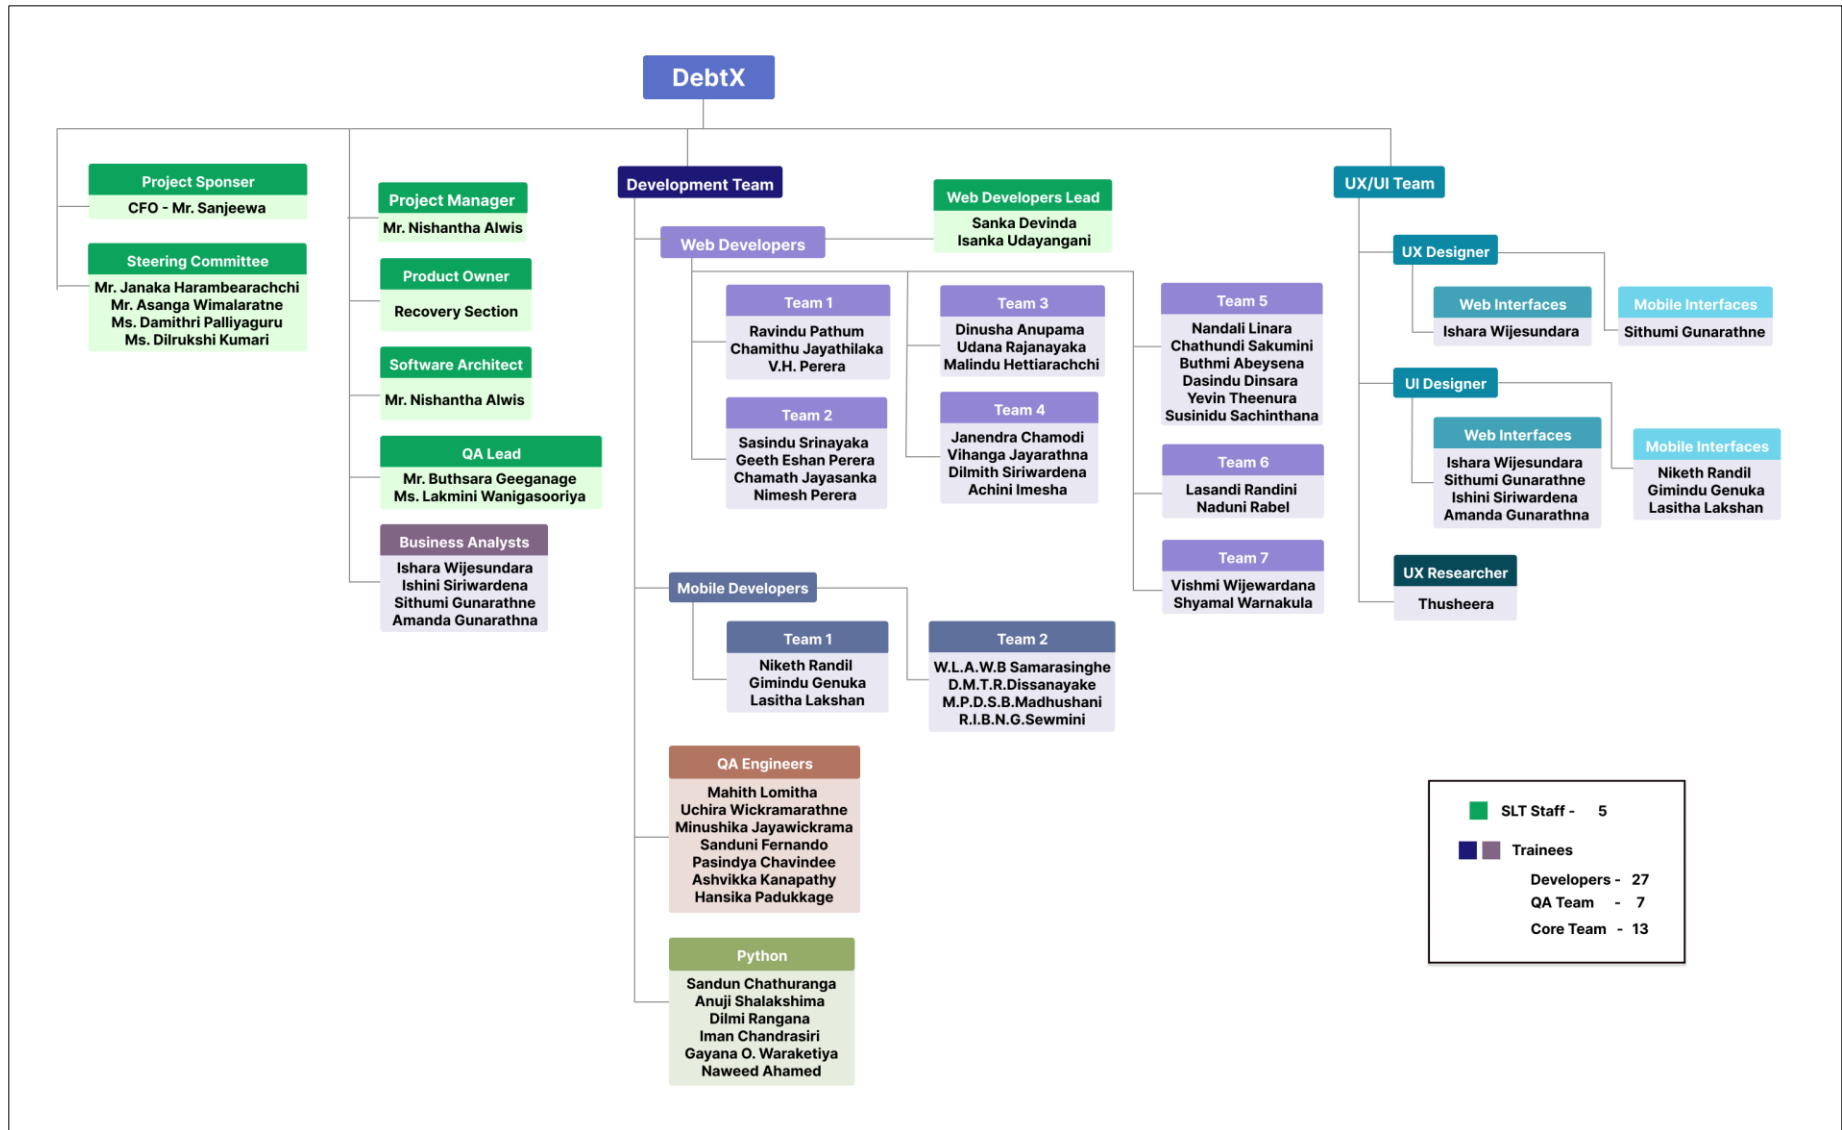 DebtX
Project Sponser
CFO - Mr. Sanjeewa
Steering Committee
Mr. Janaka Harambearachchi
Mr. Asanga Wimalaratne
Ms. Damithri Palliyaguru
Ms. Dilrukshi Kumari
Project Manager
Mr. Nishantha Alwis
Product Owner
Recovery Section
Software Architect
Mr. Nishantha Alwis
QA Lead
Mr. Buthsara Geeganage
Ms. Lakmini Wanigasooriya
Business Analysts
Ishara Wijesundara
Ishini Siriwardena
Sithumi Gunarathne
Amanda Gunarathna
Development Team
Web Developers
Web Developers Lead
Sanka Devinda
Isanka Udayangani
Team 1
Ravindu Pathum
Chamithu Jayathilaka
V.H. Perera
Team 2
Sasindu Srinayaka
Geeth Eshan Perera
Chamath Jayasanka
Nimesh Perera
Team 3
Dinusha Anupama
Udana Rajanayaka
Malindu Hettiarachchi
Team 4
Janendra Chamodi
Vihanga Jayarathna
Dilmith Siriwardena
Achini Imesha
Team 5
Nandali Linara
Chathundi Sakumini
Buthmi Abeysena
Dasindu Dinsara
Yevin Theenura
Susinidu Sachinthana
Team 6
Lasandi Randini
Naduni Rabel
Team 7
Vishmi Wijewardana
Shyamal Warnakula
Mobile Developers
Team 1
Niketh Randil
Gimindu Genuka
Lasitha Lakshan
Team 2
W.L.A.W.B Samarasinghe
D.M.T.R.Dissanayake
M.P.D.S.B.Madhushani
R.I.B.N.G.Sewmini
QA Engineers
Mahith Lomitha
Uchira Wickramarathne
Minushika Jayawickrama
Sanduni Fernando
Pasindya Chavindee
Ashvikka Kanapathy
Hansika Padukkage
Python
Sandun Chathuranga
Anuji Shalakshima
Dilmi Rangana
Iman Chandrasiri
Gayana O. Waraketiya
Naweed Ahamed
UX/UI Team
UX Designer
Web Interfaces
Ishara Wijesundara
Mobile Interfaces
Sithumi Gunarathne
UI Designer
Web Interfaces
Ishara Wijesundara
Sithumi Gunarathne
Ishini Siriwardena
Amanda Gunarathna
Mobile Interfaces
Niketh Randil
Gimindu Genuka
Lasitha Lakshan
UX Researcher
Thusheera
SLT Staff - 5
Trainees
Developers - 27
QA Team - 7
Core Team - 13